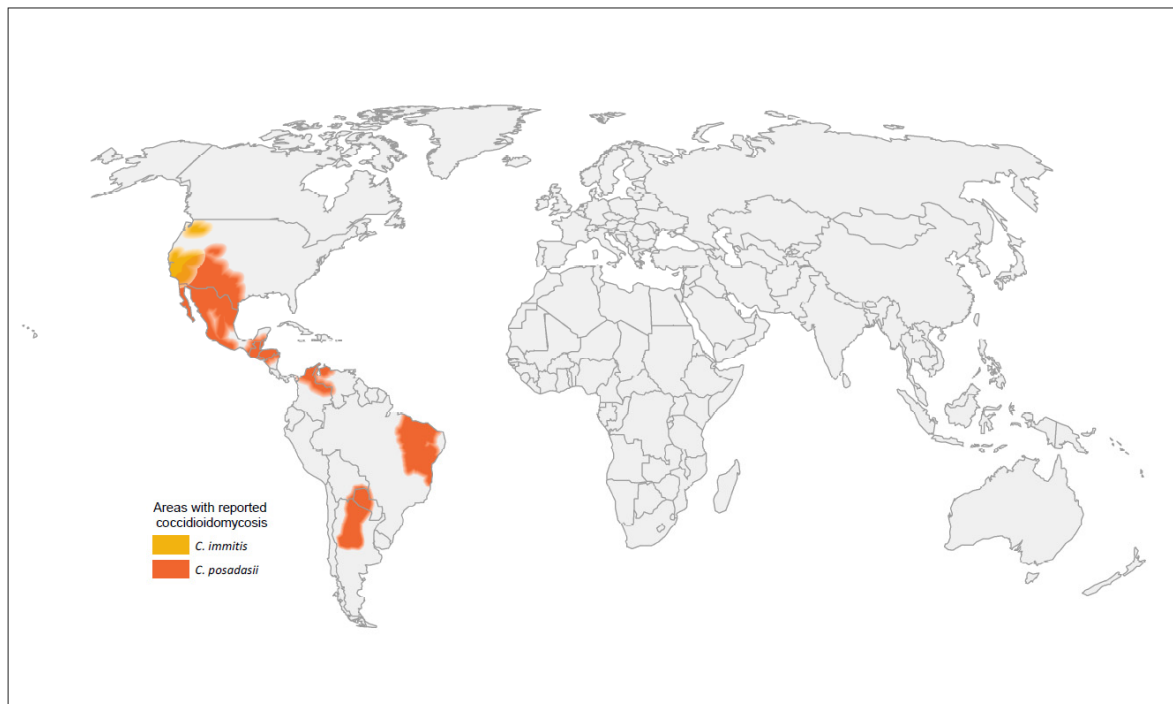 Areas with reported
coccidioidomycosis
C. immitis
C. posadasii